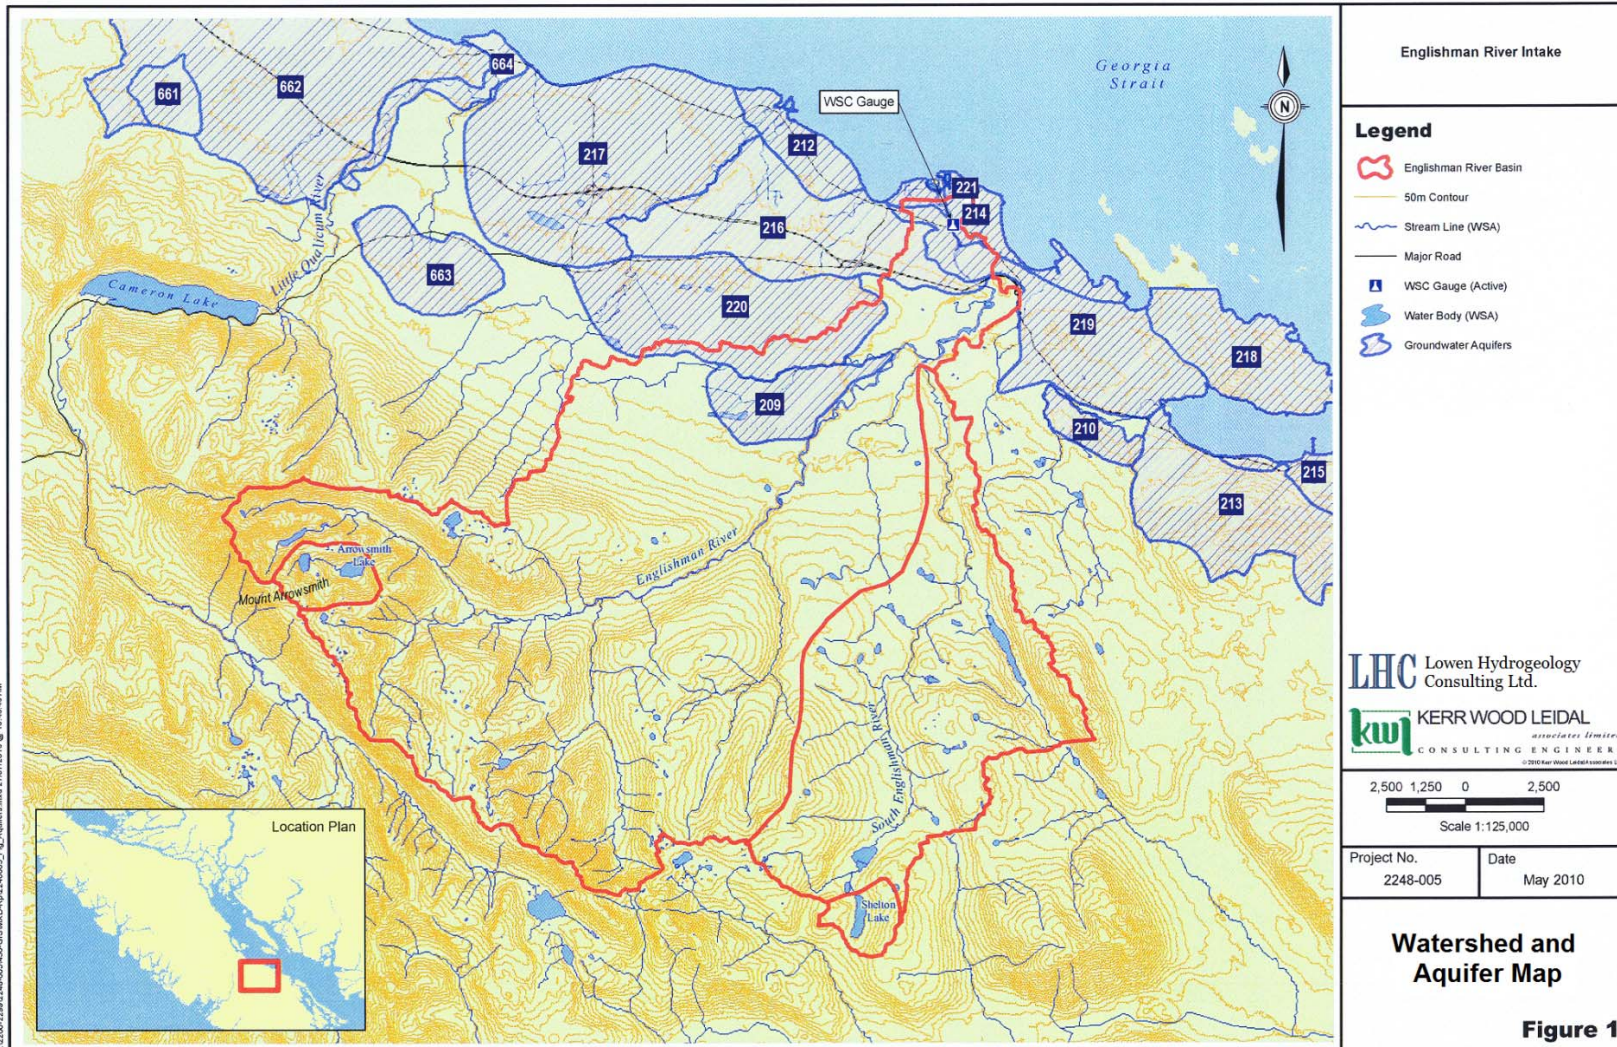 Englishman River Intake
Legend
Englishman River Basin
50m Contour
Stream Line (WSA)
Major Road
WSC Gauge (Active)
Water Body (WSA)
Groundwater Aquifers
LHC Lowen Hydrogeology
Consulting Ltd.
kwl KERR WOOD LEIDAL
associates limite
CONSULTING ENGINEER
2,500 1,250 0 2,500
Scale 1:125,000
Project No.
2248-005
Date
May 2010
Watershed and
Aquifer Map
Figure 1
Georgia
Strait
N
WSC Gauge
664
661
662
217
212
221
214
216
663
220
219
218
209
210
215
213
Little Qualicum River
Cameron Lake
Arrowsmith
Lake
Mount Arrowsmith
Englishman River
South Englishman River
Shelton
Lake
Location Plan